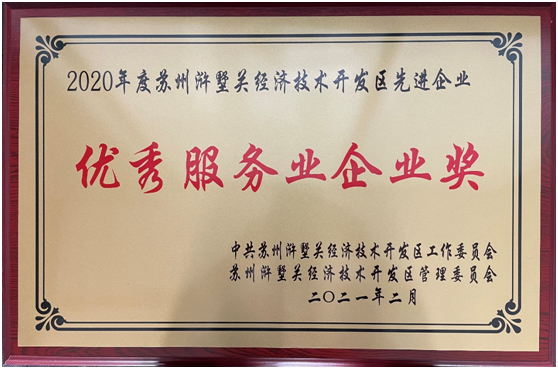 2020年度苏州浒墅关经济技术开发区先进企业
优秀服务业企业奖
中共苏州浒墅关经济技术开发区工作委员会
苏州浒墅关经济技术开发区管理委员会
二〇二一年二月